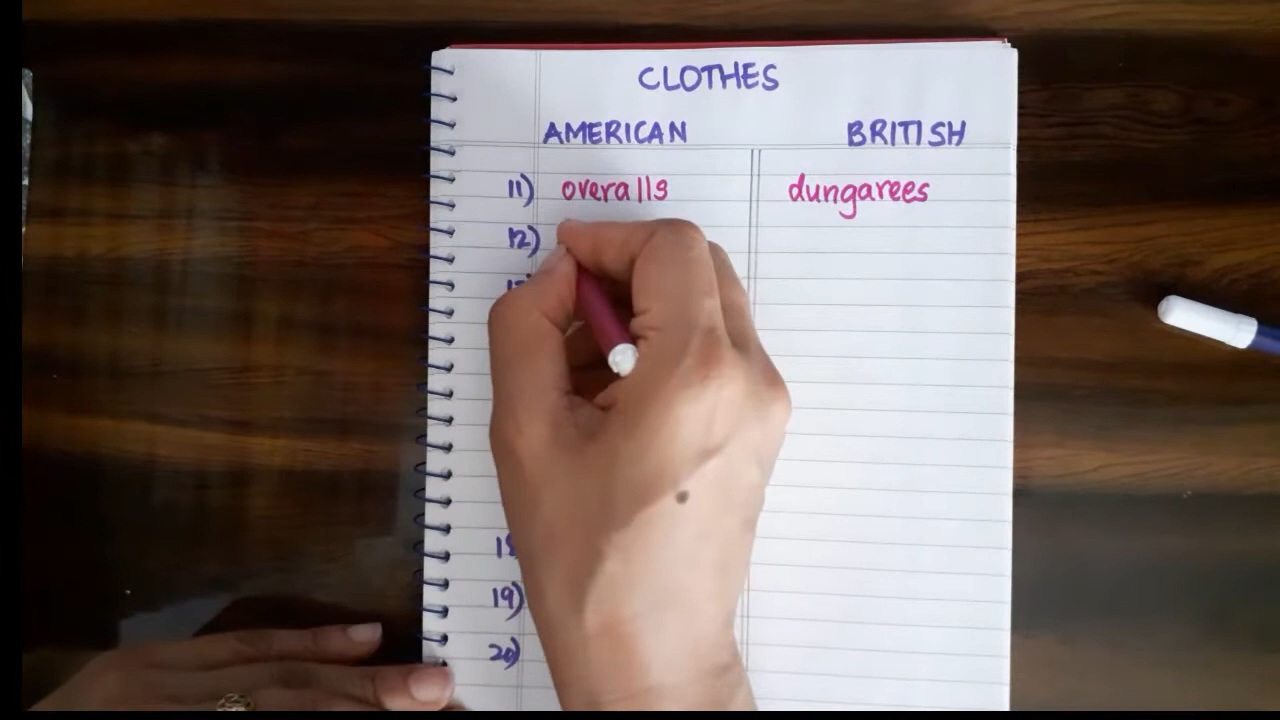 CLOTHES
AMERICAN BRITISH
11) overalls dungarees
12)
19)
20)